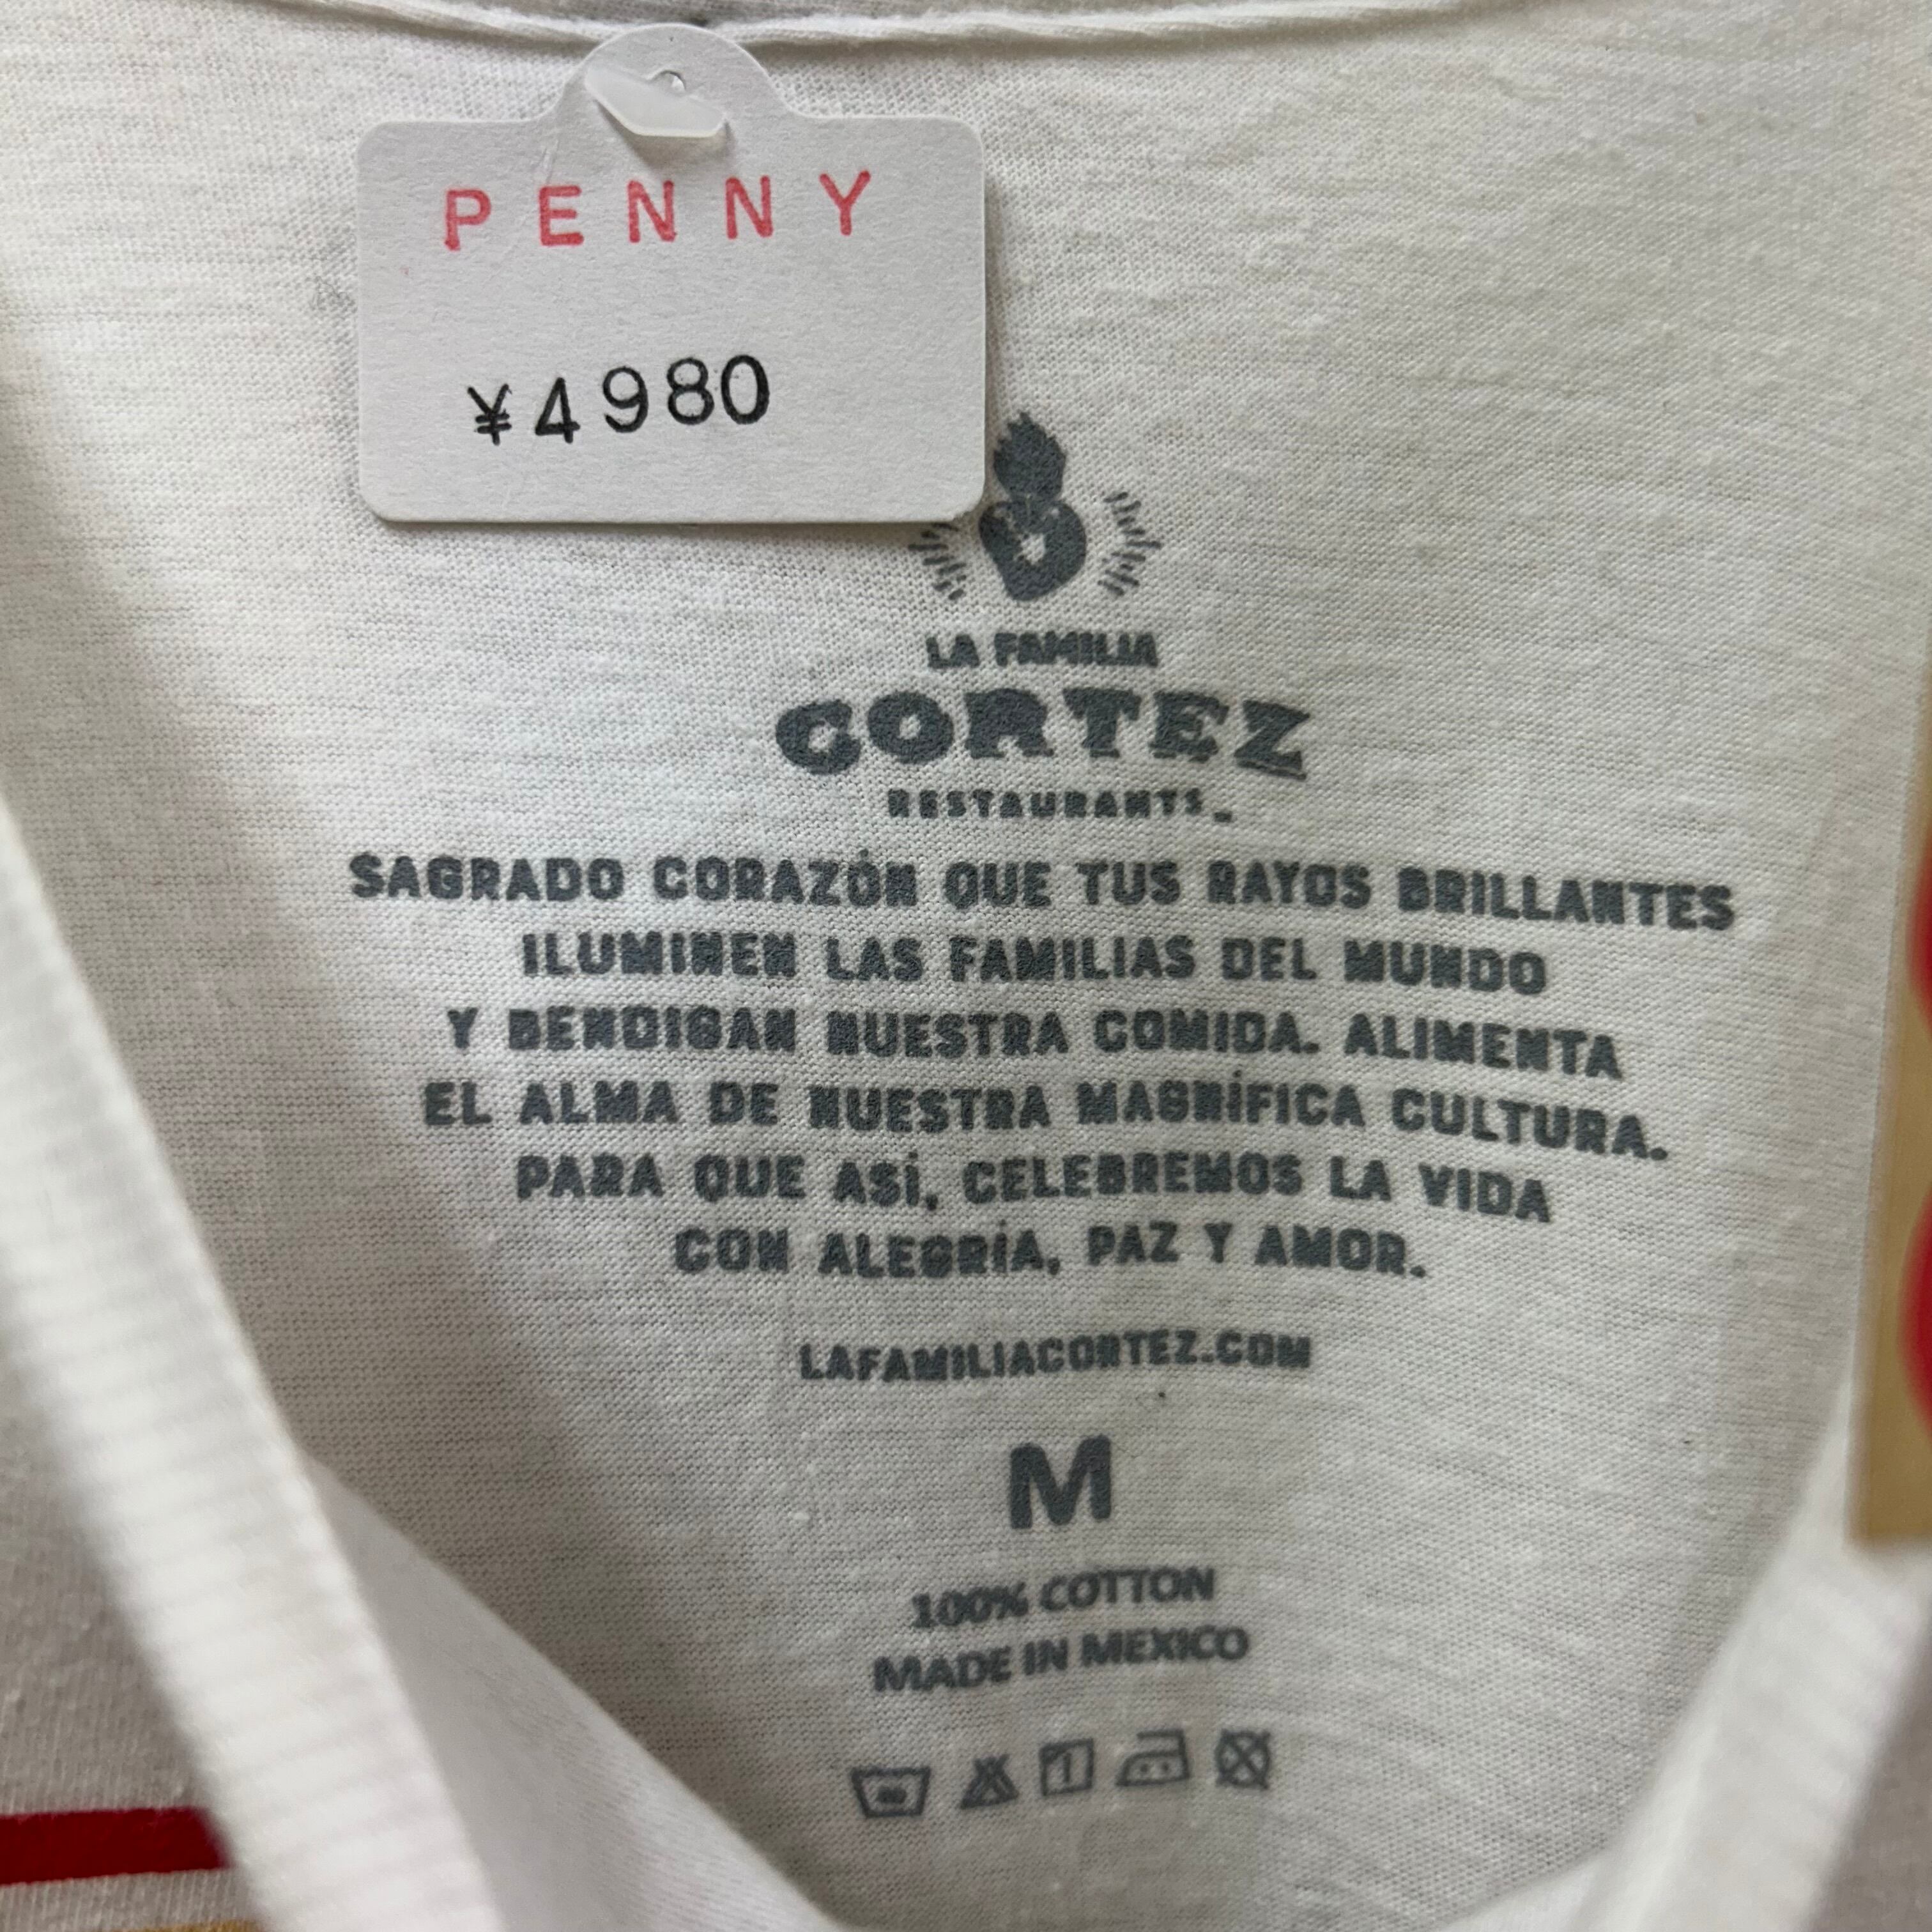 PENNY
¥4980
LA FAMILIA
CORTEZ
RESTAURANTS
SAGRADO CORAZÓN QUE TUS RAYOS BRILLANTES
ILUMINEN LAS FAMILIAS DEL MUNDO
Y BENDIGAN NUESTRA COMIDA. ALIMENTA
EL ALMA DE NUESTRA MAGNÍFICA CULTURA.
PARA QUE ASÍ, CELEBREMOS LA VIDA
CON ALEGRÍA, PAZ Y AMOR.
LAFAMILIACORTEZ.COM
M
100% COTTON
MADE IN MEXICO